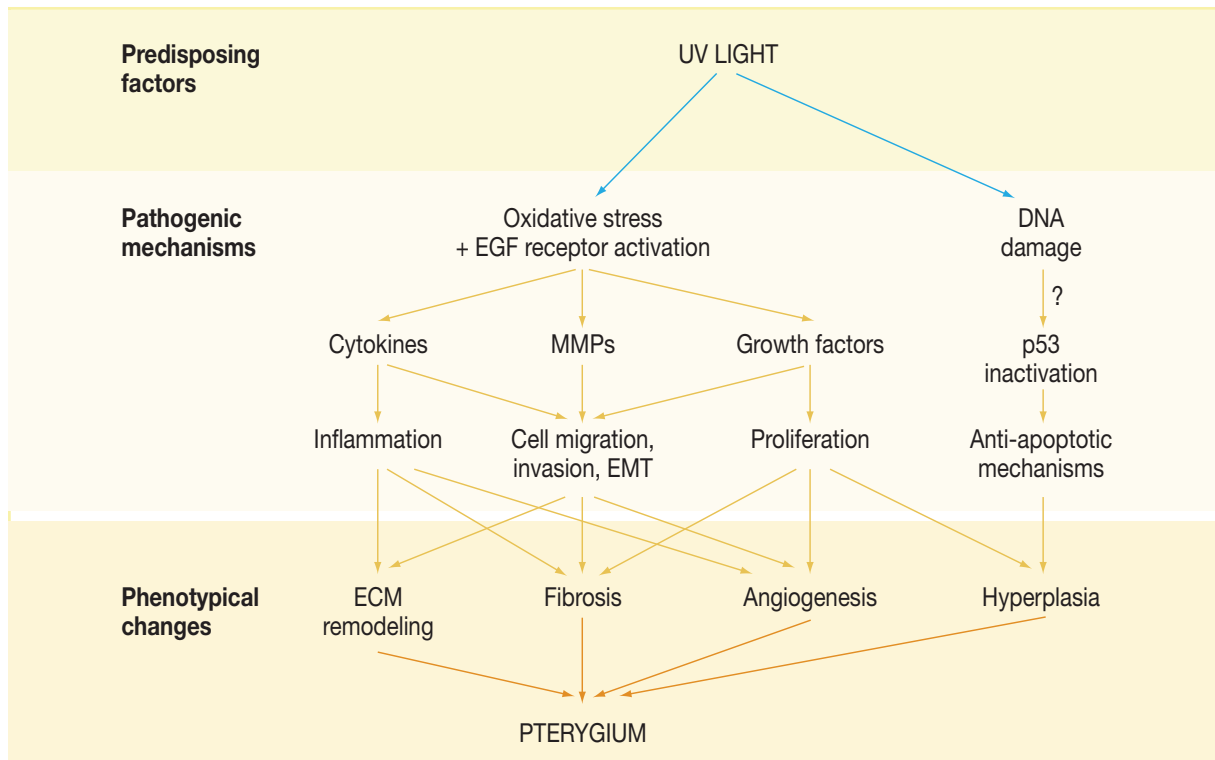 Predisposing
factors
UV LIGHT
Pathogenic
mechanisms
Oxidative stress
+ EGF receptor activation
DNA
damage
?
Cytokines
MMPs
Growth factors
p53
inactivation
Inflammation
Cell migration,
invasion, EMT
Proliferation
Anti-apoptotic
mechanisms
Phenotypical
changes
ECM
remodeling
Fibrosis
Angiogenesis
Hyperplasia
PTERYGIUM